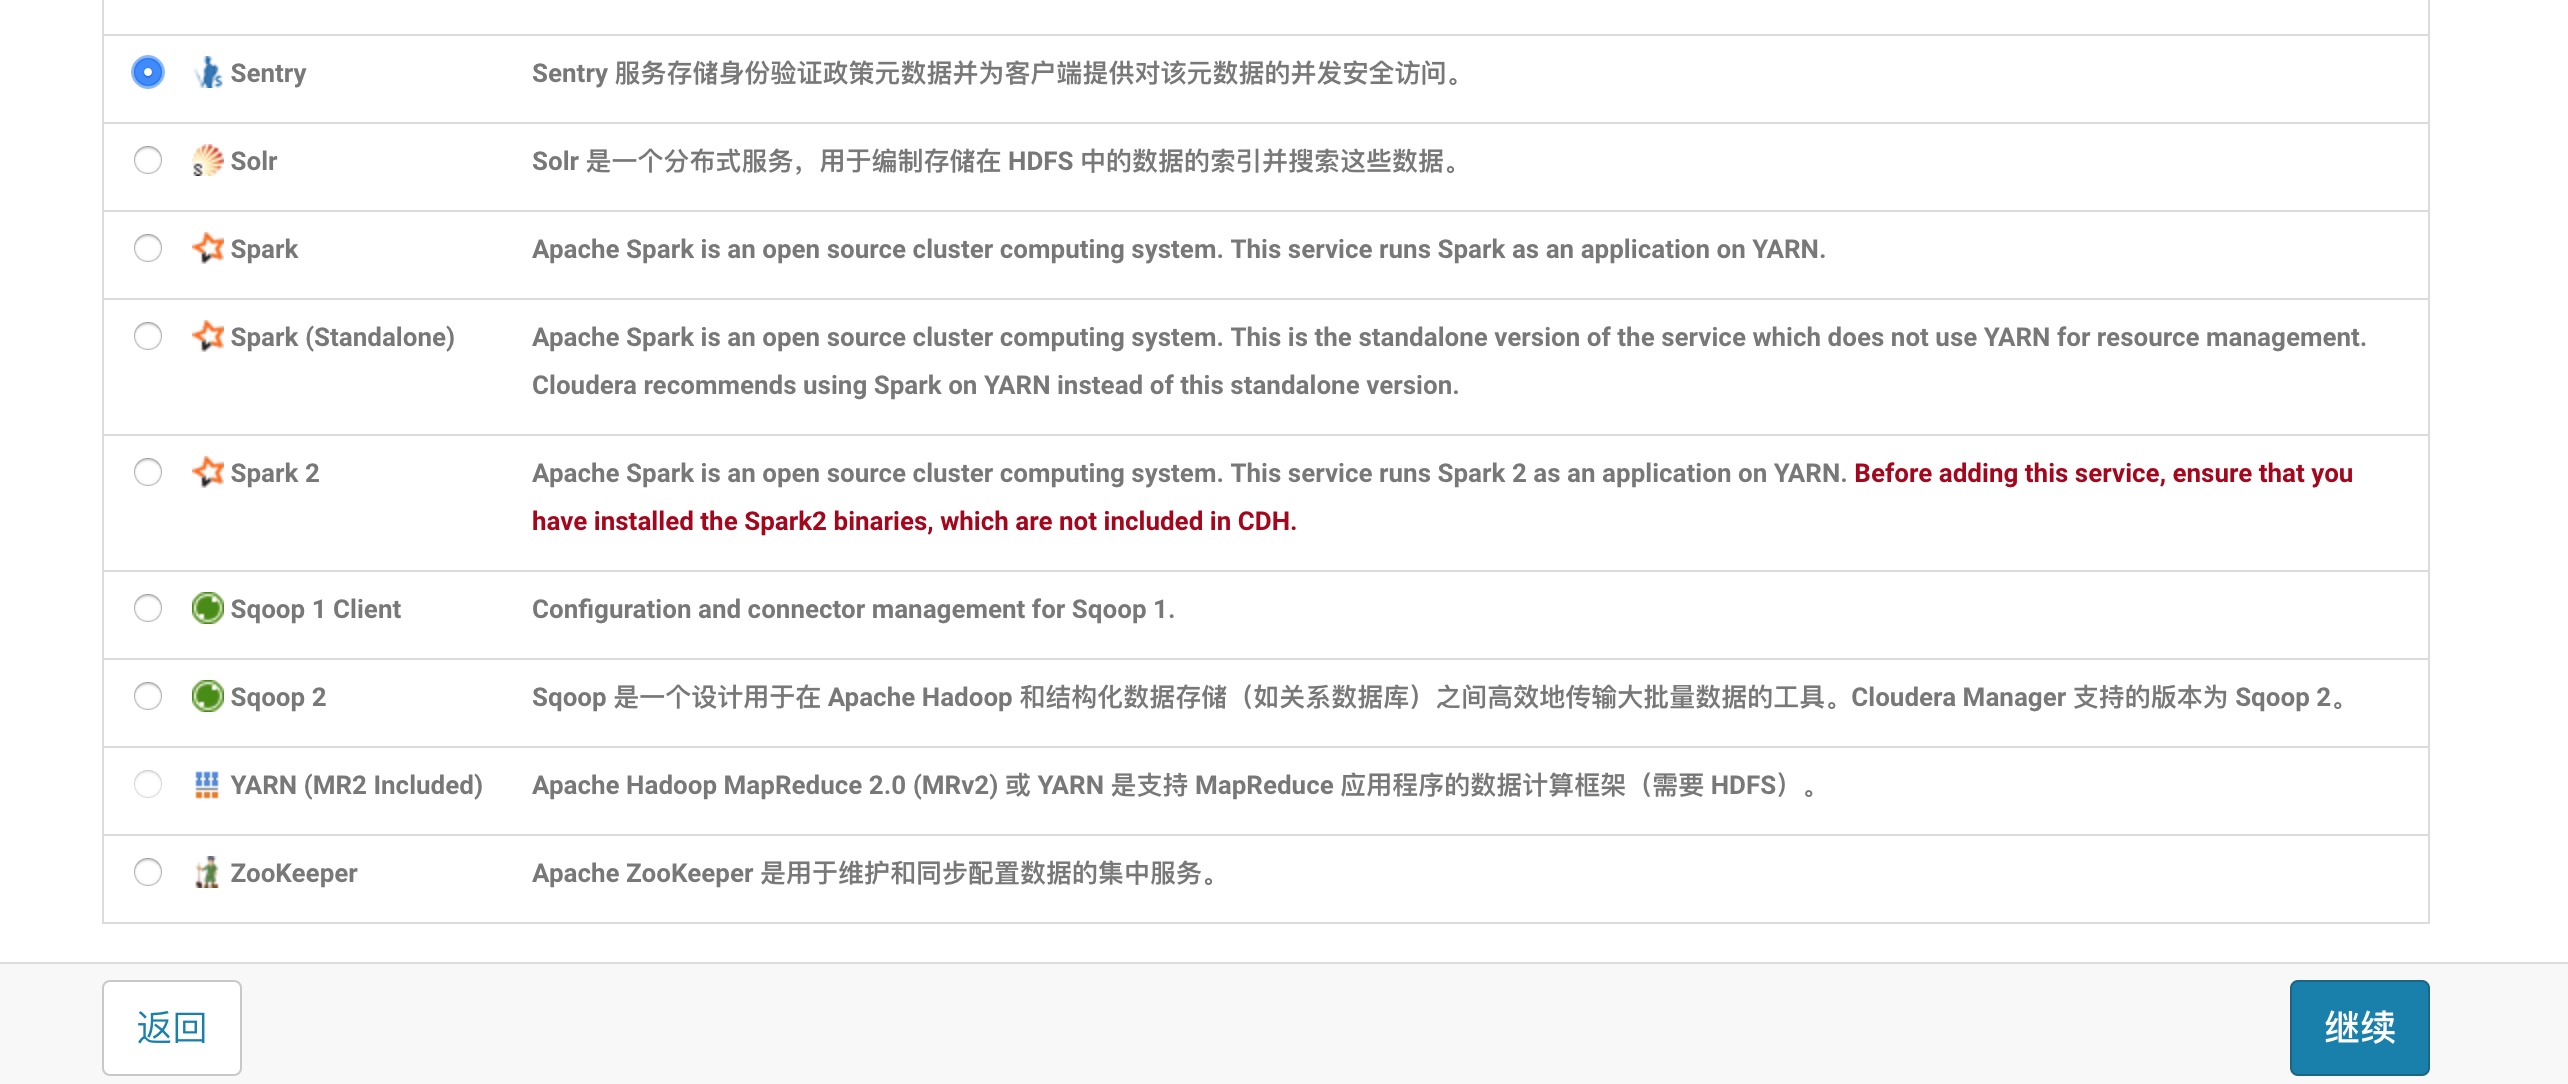 Sentry Sentry 服务存储身份验证政策元数据并为客户端提供对该元数据的并发安全访问。
Solr Solr 是一个分布式服务，用于编制存储在 HDFS 中的数据的索引并搜索这些数据。
Spark Apache Spark is an open source cluster computing system. This service runs Spark as an application on YARN.
Spark (Standalone) Apache Spark is an open source cluster computing system. This is the standalone version of the service which does not use YARN for resource management.
Cloudera recommends using Spark on YARN instead of this standalone version.
Spark 2 Apache Spark is an open source cluster computing system. This service runs Spark 2 as an application on YARN. Before adding this service, ensure that you
have installed the Spark2 binaries, which are not included in CDH.
Sqoop 1 Client Configuration and connector management for Sqoop 1.
Sqoop 2 Sqoop 是一个设计用于在 Apache Hadoop 和结构化数据存储（如关系数据库）之间高效地传输大批量数据的工具。Cloudera Manager 支持的版本为 Sqoop 2。
YARN (MR2 Included) Apache Hadoop MapReduce 2.0 (MRv2) 或 YARN 是支持 MapReduce 应用程序的数据计算框架（需要 HDFS）。
ZooKeeper Apache ZooKeeper 是用于维护和同步配置数据的集中服务。
返回 继续